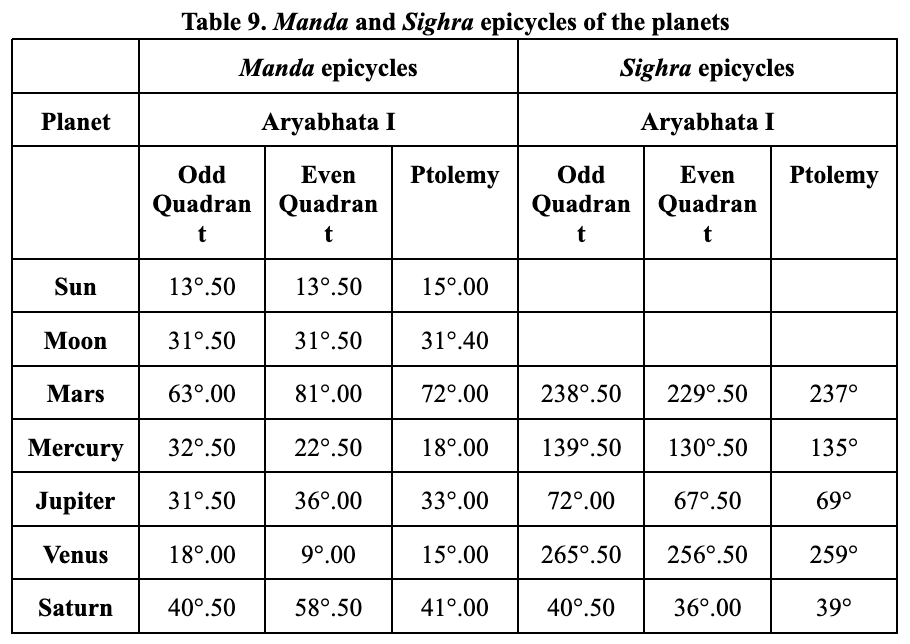 Table 9. Manda and Sighra epicycles of the planets
Manda epicycles Sighra epicycles
Planet Aryabhata I Aryabhata I
Odd Quadran t Even Quadran t Ptolemy Odd Quadran t Even Quadran t Ptolemy
Sun 13°.50 13°.50 15°.00
Moon 31°.50 31°.50 31°.40
Mars 63°.00 81°.00 72°.00 238°.50 229°.50 237°
Mercury 32°.50 22°.50 18°.00 139°.50 130°.50 135°
Jupiter 31°.50 36°.00 33°.00 72°.00 67°.50 69°
Venus 18°.00 9°.00 15°.00 265°.50 256°.50 259°
Saturn 40°.50 58°.50 41°.00 40°.50 36°.00 39°